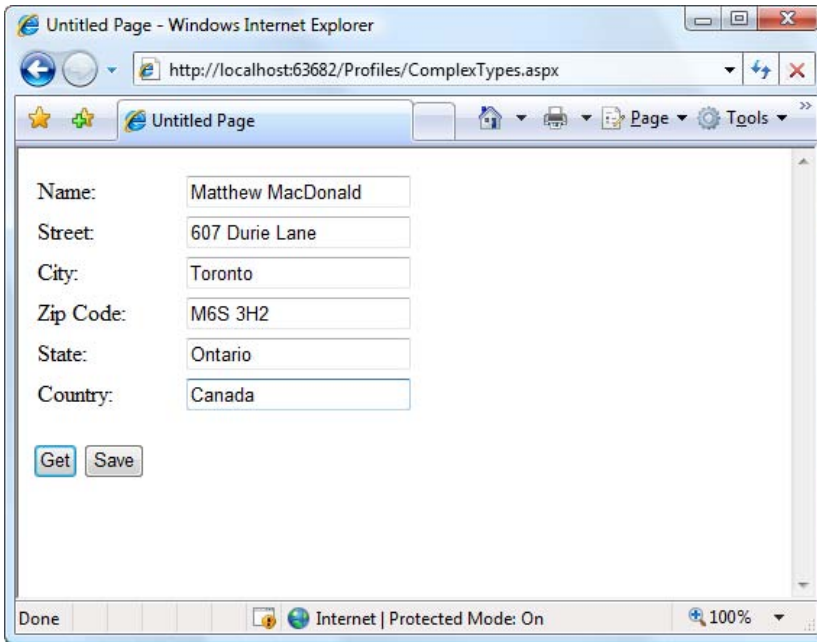 Untitled Page - Windows Internet Explorer
http://localhost:63682/Profiles/ComplexTypes.aspx
Untitled Page
Page
Tools
Name: Matthew MacDonald
Street: 607 Durie Lane
City: Toronto
Zip Code: M6S 3H2
State: Ontario
Country: Canada
Get Save
Done Internet | Protected Mode: On 100%